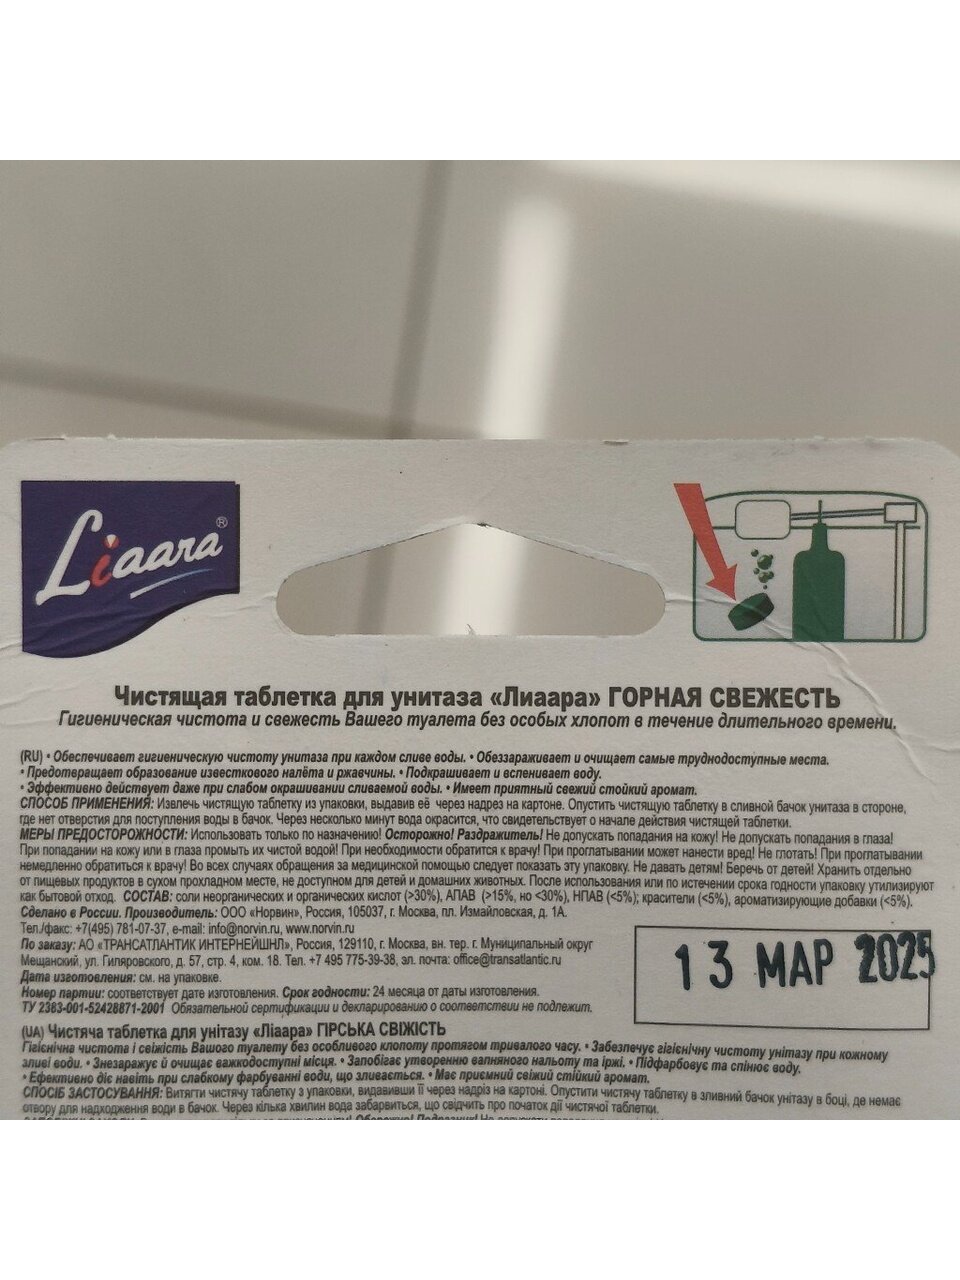 Liaara®
Чистящая таблетка для унитаза «Лиаара» ГОРНАЯ СВЕЖЕСТЬ
Гигиеническая чистота и свежесть Вашего туалета без особых хлопот в течение длительного времени.
(RU) • Обеспечивает гигиеническую чистоту унитаза при каждом сливе воды. • Обеззараживает и очищает самые труднодоступные места.
• Предотвращает образование известкового налёта и ржавчины. • Подкрашивает и вспенивает воду.
• Эффективно действует даже при слабом окрашивании сливаемой воды. • Имеет приятный свежий стойкий аромат.
СПОСОБ ПРИМЕНЕНИЯ: Извлечь чистящую таблетку из упаковки, выдавив её через надрез на картоне. Опустить чистящую таблетку в сливной бачок унитаза в стороне,
где нет отверстия для поступления воды в бачок. Через несколько минут вода окрасится, что свидетельствует о начале действия чистящей таблетки.
МЕРЫ ПРЕДОСТОРОЖНОСТИ: Использовать только по назначению! Осторожно! Раздражитель! Не допускать попадания на кожу! Не допускать попадания в глаза!
При попадании на кожу или в глаза промыть их чистой водой! При необходимости обратится к врачу! При проглатывании может нанести вред! Не глотать! При проглатывании
немедленно обратиться к врачу! Во всех случаях обращения за медицинской помощью следует показать эту упаковку. Не давать детям! Беречь от детей! Хранить отдельно
от пищевых продуктов в сухом прохладном месте, не доступном для детей и домашних животных. После использования или по истечении срока годности упаковку утилизируют
как бытовой отход. СОСТАВ: соли неорганических и органических кислот (>30%), АПАВ (>15%, но <30%), НПАВ (<5%); красители (<5%), ароматизирующие добавки (<5%).
Сделано в России. Производитель: ООО «Норвин», Россия, 105037, г. Москва, пл. Измайловская, д. 1А.
Тел./факс: +7(495) 781-07-37, e-mail: info@norvin.ru, www.norvin.ru
По заказу: АО «ТРАНСАТЛАНТИК ИНТЕРНЕЙШНЛ», Россия, 129110, г. Москва, вн. тер. г. Муниципальный округ
Мещанский, ул. Гиляровского, д. 57, стр. 4, ком. 18. Тел. +7 495 775-39-38, эл. почта: office@transatlantic.ru
Дата изготовления: см. на упаковке.
Номер партии: соответствует дате изготовления. Срок годности: 24 месяца от даты изготовления.
ТУ 2383-001-52428871-2001 Обязательной сертификации и декларированию о соответствии не подлежит.
13 МАР 2025
(UA) Чистяча таблетка для унітазу «Ліаара» ГІРСЬКА СВІЖІСТЬ
Гігієнічна чистота і свіжість Вашого туалету без особливого клопоту протягом тривалого часу. • Забезпечує гігієнічну чистоту унітазу при кожному
зливі води. • Знезаражує й очищає важкодоступні місця. • Запобігає утворенню вапняного нальоту та іржі. • Підфарбовує та спінює воду.
• Ефективно діє навіть при слабкому фарбуванні води, що зливається. • Має приємний свіжий стійкий аромат.
СПОСІБ ЗАСТОСУВАННЯ: Витягти чистячу таблетку з упаковки, видавивши її через надріз на картоні. Опустити чистячу таблетку в зливний бачок унітазу в боці, де немає
отвору для надходження води в бачок. Через кілька хвилин вода забарвиться, що свідчить про початок дії чистячої таблетки.